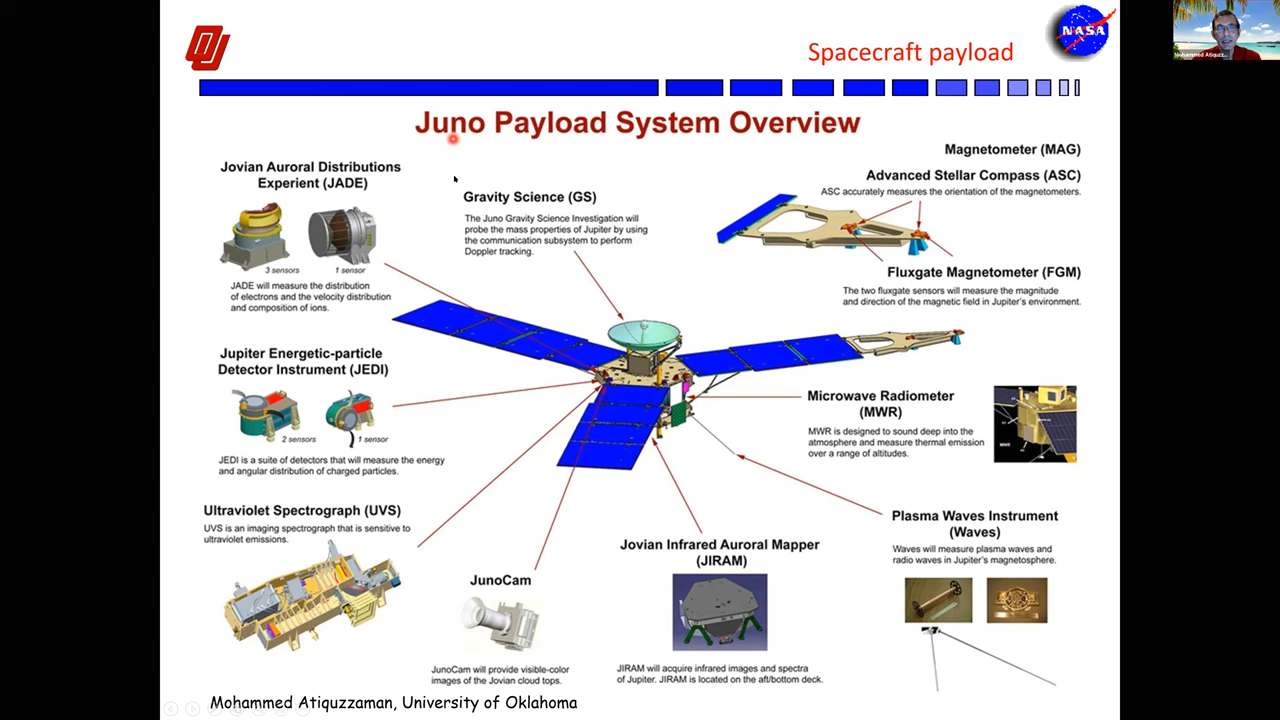 NASA
Spacecraft payload
Mohammed Atiquzz...
Juno Payload System Overview
Jovian Auroral Distributions
Experient (JADE)
3 sensors
1 sensor
JADE will measure the distribution
of electrons and the velocity distribution
and composition of ions.
Gravity Science (GS)
The Juno Gravity Science Investigation will
probe the mass properties of Jupiter by using
the communication subsystem to perform
Doppler tracking.
Magnetometer (MAG)
Advanced Stellar Compass (ASC)
ASC accurately measures the orientation of the magnetometers.
Fluxgate Magnetometer (FGM)
The two fluxgate sensors will measure the magnitude
and direction of the magnetic field in Jupiter's environment.
Jupiter Energetic-particle
Detector Instrument (JEDI)
2 sensors
1 sensor
JEDI is a suite of detectors that will measure the energy
and angular distribution of charged particles.
Microwave Radiometer
(MWR)
MWR is designed to sound deep into the
atmosphere and measure thermal emission
over a range of altitudes.
Ultraviolet Spectrograph (UVS)
UVS is an imaging spectrograph that is sensitive to
ultraviolet emissions.
JunoCam
JunoCam will provide visible-color
images of the Jovian cloud tops.
Jovian Infrared Auroral Mapper
(JIRAM)
JIRAM will acquire infrared images and spectra
of Jupiter. JIRAM is located on the aft/bottom deck.
Plasma Waves Instrument
(Waves)
Waves will measure plasma waves and
radio waves in Jupiter's magnetosphere.
Mohammed Atiquzzaman, University of Oklahoma